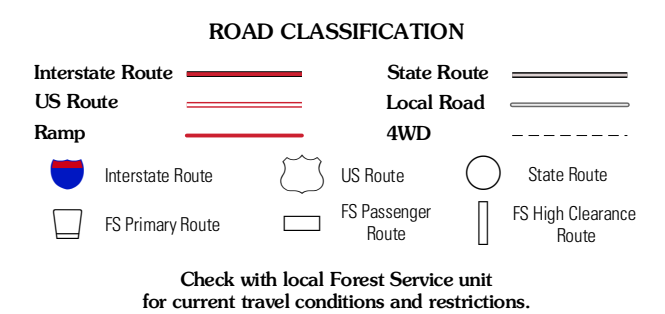 ROAD CLASSIFICATION
Interstate Route
State Route
US Route
Local Road
Ramp
4WD
Interstate Route
US Route
State Route
FS Primary Route
FS Passenger
Route
FS High Clearance
Route
Check with local Forest Service unit
for current travel conditions and restrictions.